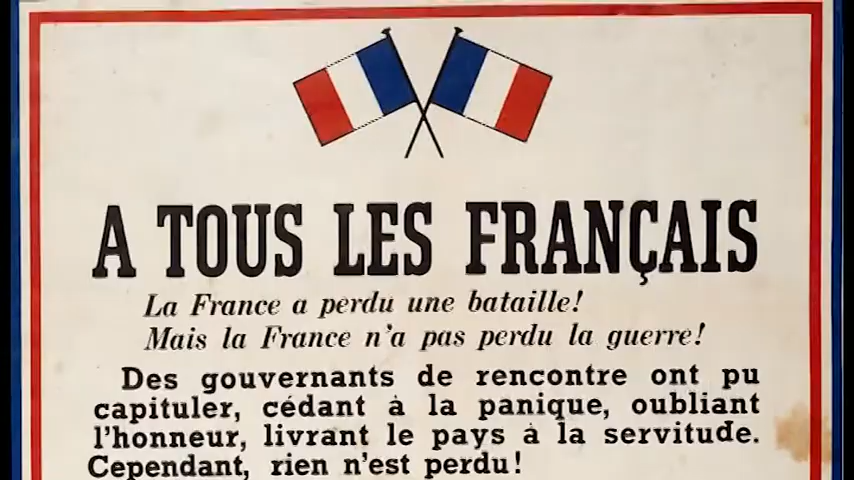 A TOUS LES FRANÇAIS
La France a perdu une bataille!
Mais la France n'a pas perdu la guerre!
Des gouvernants de rencontre ont pu
capituler, cédant à la panique, oubliant
l'honneur, livrant le pays à la servitude.
Cependant, rien n'est perdu!